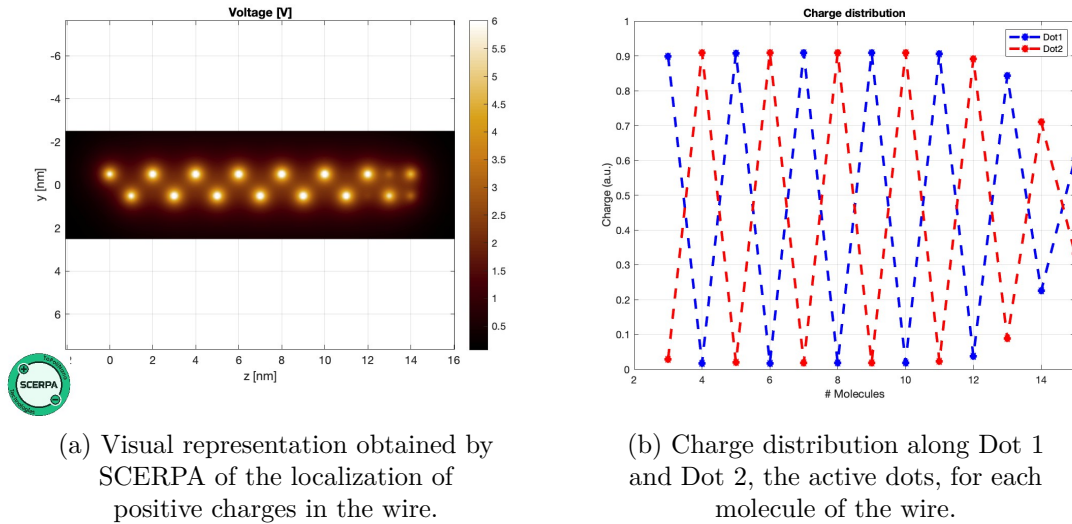 Voltage [V]
-6
-4
-2
0
2
4
6
y [nm]
-2
0
2
4
6
8
10
12
14
16
z [nm]
6
5.5
5
4.5
4
3.5
3
2.5
2
1.5
1
0.5
ToPoliNano
SCERPA
Technologies
Charge distribution
1
0.9
0.8
0.7
0.6
0.5
0.4
0.3
0.2
0.1
0
Charge (a.u.)
2
4
6
8
10
12
14
# Molecules
Dot1
Dot2
(a) Visual representation obtained by
SCERPA of the localization of
positive charges in the wire.
(b) Charge distribution along Dot 1
and Dot 2, the active dots, for each
molecule of the wire.